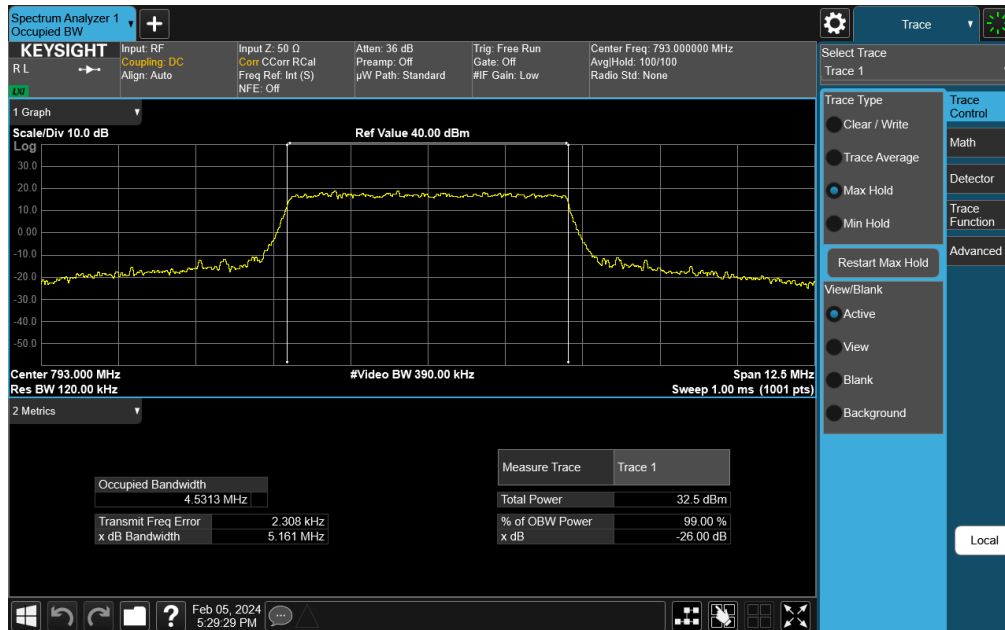 Spectrum Analyzer 1
Occupied BW
Trace
KEYSIGHT
R L
LXI
Input: RF
Coupling: DC
Align: Auto
Input Z: 50 Ω
Corr CCorr RCal
Freq Ref: Int (S)
NFE: Off
Atten: 36 dB
Preamp: Off
µW Path: Standard
Trig: Free Run
Gate: Off
#IF Gain: Low
Center Freq: 793.000000 MHz
Avg|Hold: 100/100
Radio Std: None
Select Trace
Trace 1
1 Graph
Scale/Div 10.0 dB
Ref Value 40.00 dBm
Log
30.0
20.0
10.0
0.00
-10.0
-20.0
-30.0
-40.0
-50.0
Center 793.000 MHz
#Video BW 390.00 kHz
Span 12.5 MHz
Res BW 120.00 kHz
Sweep 1.00 ms (1001 pts)
2 Metrics
Occupied Bandwidth
4.5313 MHz
Transmit Freq Error 2.308 kHz
x dB Bandwidth 5.161 MHz
Measure Trace Trace 1
Total Power 32.5 dBm
% of OBW Power 99.00 %
x dB -26.00 dB
Trace Type
Clear / Write
Trace Average
Max Hold
Min Hold
Restart Max Hold
View/Blank
Active
View
Blank
Background
Trace
Control
Math
Detector
Trace
Function
Advanced
Local
Feb 05, 2024
5:29:29 PM